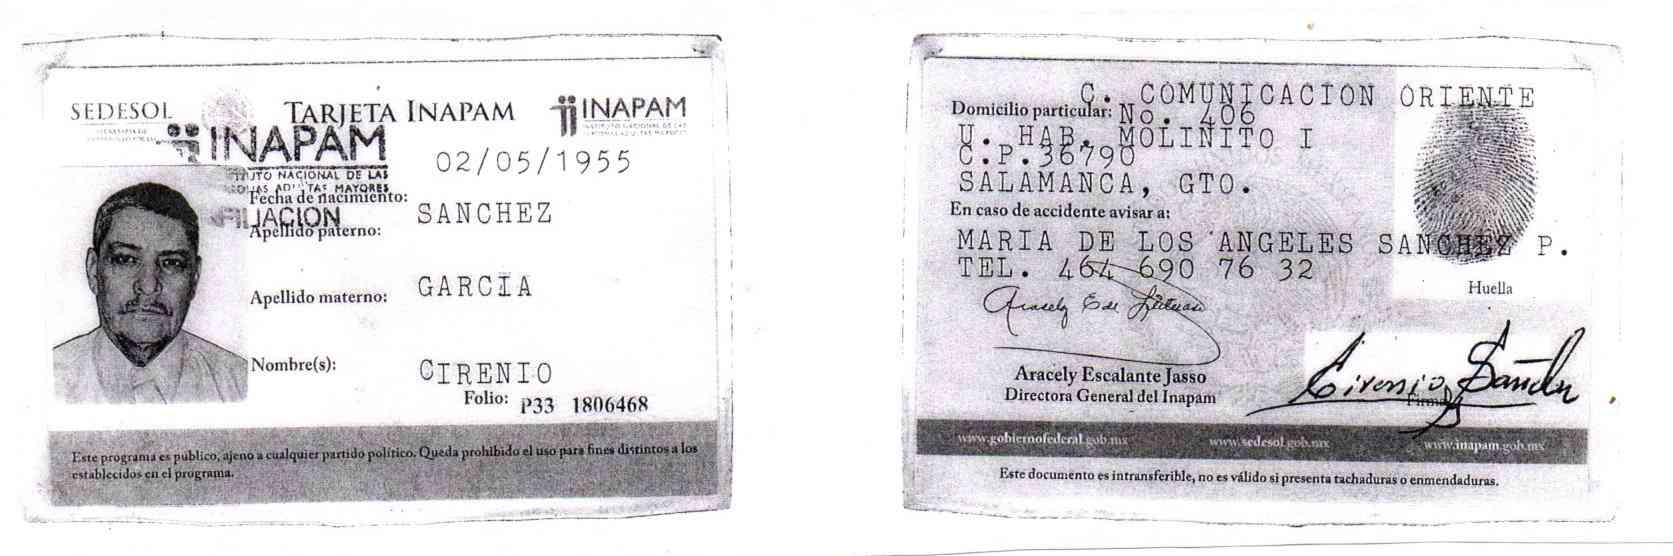 SEDESOL
TARJETA INAPAM
INAPAM
INAPAM
02/05/1955
NACIONAL DE LAS
MAYORES
Fecha de nacimiento:
SANCHEZ
Apellido paterno:
GARCIA
Apellido materno:
Nombre(s):
CIRENIO
Folio: P33 1806468
Este programa es público, ajeno a cualquier partido político. Queda prohibido el uso para fines distintos a los
establecidos en el programa.
C. COMUNICACION ORIENTE
Domicilio particular: No. 406
U. HAB. MOLINITO I
C.P.36790
SALAMANCA, GTO.
En caso de accidente avisar a:
MARIA DE LOS ANGELES SANCHEZ P.
TEL. 464 690 76 32
Huella
Aracely Escalante Jasso
Directora General del Inapam
Cirenio Sánchez
Firma
www.gobiernofederal.gob.mx www.sedesol.gob.mx www.inapam.gob.mx
Este documento es intransferible, no es válido si presenta tachaduras o enmendaduras.